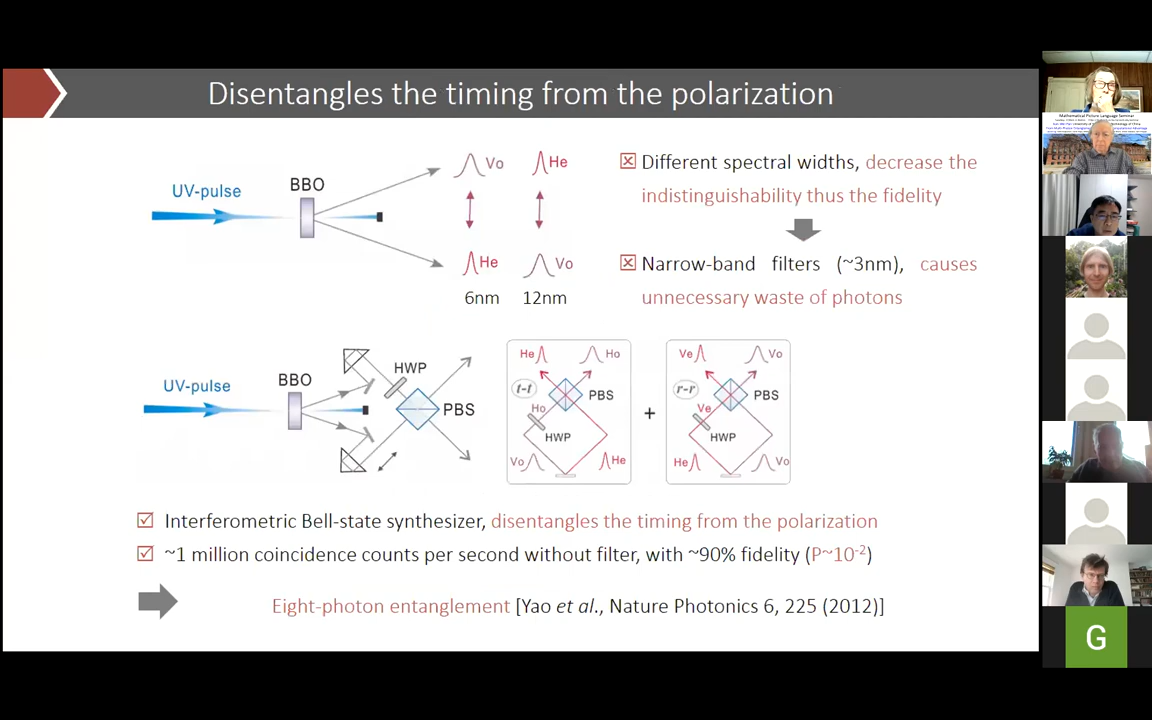 Disentangles the timing from the polarization
UV-pulse
BBO
Vo
He
He
Vo
6nm
12nm
Different spectral widths, decrease the
indistinguishability thus the fidelity
Narrow-band filters (~3nm), causes
unnecessary waste of photons
UV-pulse
BBO
HWP
PBS
He
Ho
t-t
PBS
Ho
HWP
Vo
He
+
Ve
Vo
r-r
PBS
Ve
HWP
He
Vo
Interferometric Bell-state synthesizer, disentangles the timing from the polarization
~1 million coincidence counts per second without filter, with ~90% fidelity (P~10⁻²)
Eight-photon entanglement [Yao et al., Nature Photonics 6, 225 (2012)]
Mathematical Picture Language Seminar
G